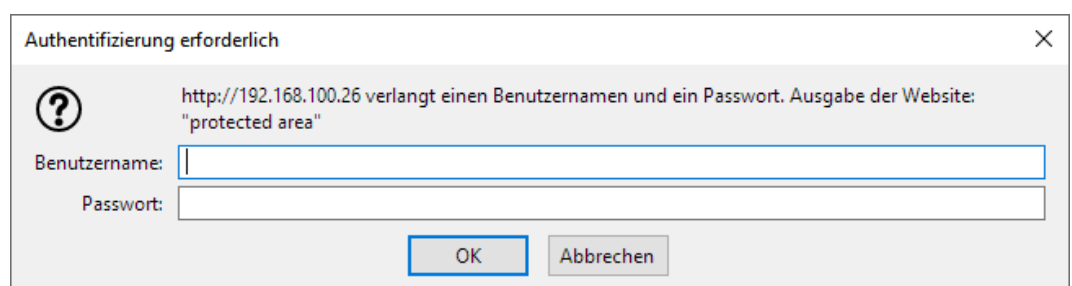 Authentifizierung erforderlich
http://192.168.100.26 verlangt einen Benutzernamen und ein Passwort. Ausgabe der Website:
"protected area"
Benutzername:
Passwort:
OK Abbrechen